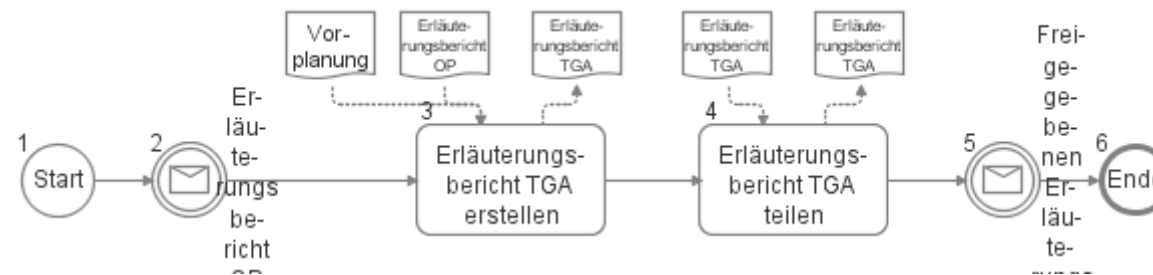 1
Start
2
Er-
läu-
te-
rungs
be-
richt
OP
Vor-
planung
Erläute-
rungsbericht
OP
Erläute-
rungsbericht
TGA
3
Erläuterungs-
bericht TGA
erstellen
Erläute-
rungsbericht
TGA
Erläute-
rungsbericht
TGA
4
Erläuterungs-
bericht TGA
teilen
5
Frei-
ge-
ge-
be-
nen
Er-
läu-
te-
rungs
6
Ende